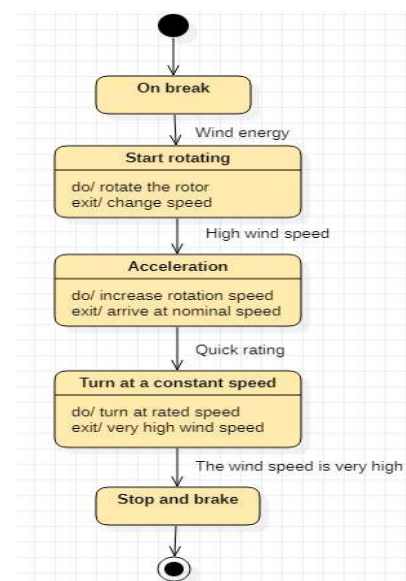 On break
Wind energy
Start rotating
do/ rotate the rotor
exit/ change speed
High wind speed
Acceleration
do/ increase rotation speed
exit/ arrive at nominal speed
Quick rating
Turn at a constant speed
do/ turn at rated speed
exit/ very high wind speed
The wind speed is very high
Stop and brake